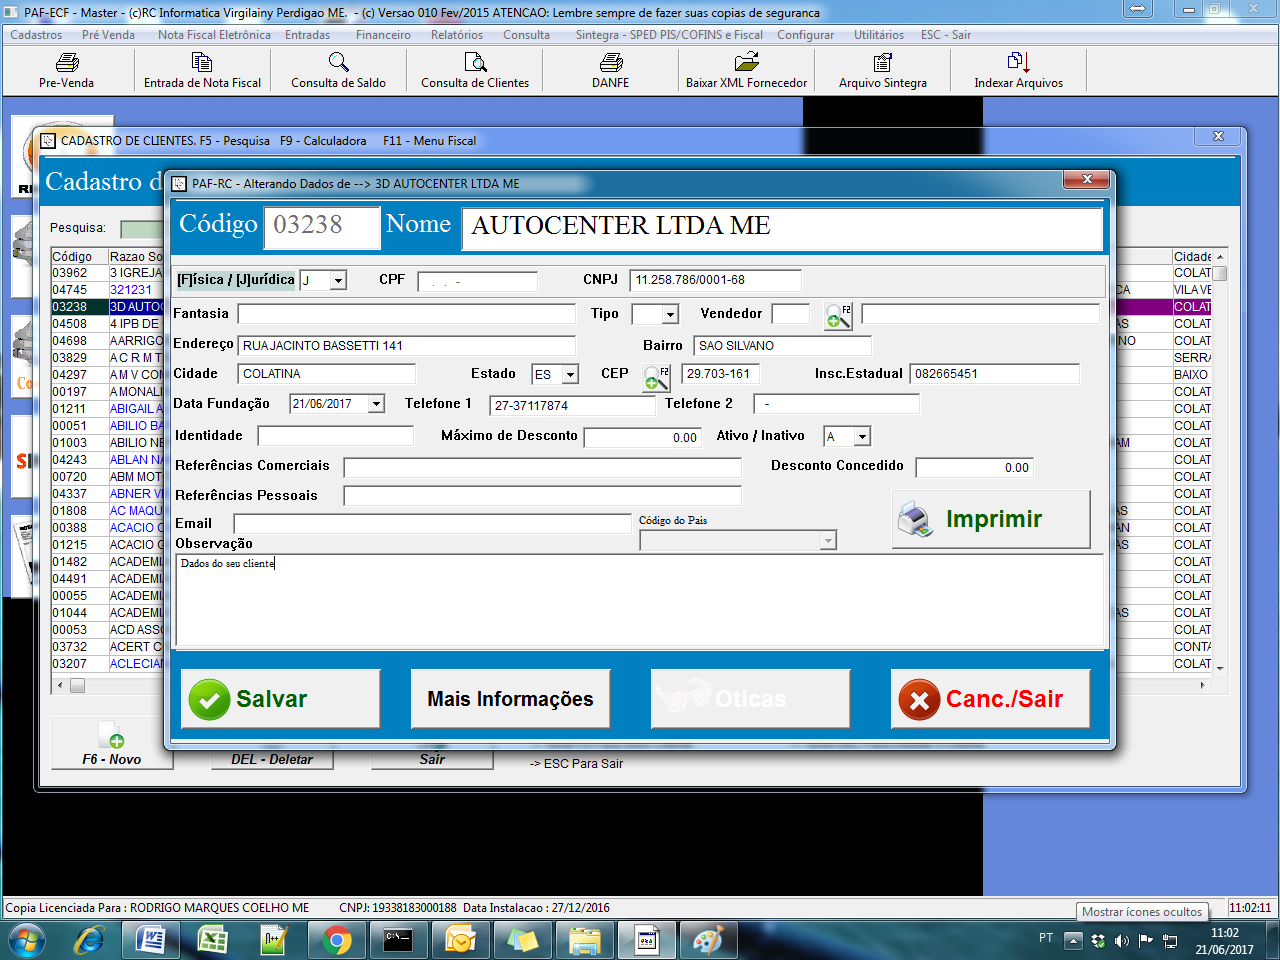 PAF-ECF - Master - (c)RC Informatica Virgilainy Perdigao ME. - (c) Versao 010 Fev/2015 ATENCAO: Lembre sempre de fazer suas copias de seguranca
Cadastros Pré Venda Nota Fiscal Eletrônica Entradas Financeiro Relatórios Consulta Sintegra - SPED PIS/COFINS e Fiscal Configurar Utilitários ESC - Sair
Pre-Venda Entrada de Nota Fiscal Consulta de Saldo Consulta de Clientes DANFE Baixar XML Fornecedor Arquivo Sintegra Indexar Arquivos
CADASTRO DE CLIENTES. F5 - Pesquisa F9 - Calculadora F11 - Menu Fiscal
Cadastro d
PAF-RC - Alterando Dados de --> 3D AUTOCENTER LTDA ME
Código 03238 Nome AUTOCENTER LTDA ME
[F]ísica / [J]urídica J CPF . . - CNPJ 11.258.786/0001-68
Fantasia Tipo Vendedor F2
Endereço RUA JACINTO BASSETTI 141 Bairro SAO SILVANO
Cidade COLATINA Estado ES CEP F2 29.703-161 Insc.Estadual 082665451
Data Fundação 21/06/2017 Telefone 1 27-37117874 Telefone 2 -
Identidade Máximo de Desconto 0.00 Ativo / Inativo A
Referências Comerciais Desconto Concedido 0.00
Referências Pessoais
Email Código do Pais Imprimir
Observação
Dados do seu cliente
Salvar Mais Informações Oticas Canc./Sair
Pesquisa:
Código Razao So Cidade
03962 3 IGREJA COLAT
04745 321231 CA VILA VE
03238 3D AUTOC COLAT
04508 4 IPB DE AS COLAT
04698 AARRIGO NO COLAT
03829 A C R M T SERRA
04297 A M V COM BAIXO
00197 A MONALI COLAT
01211 ABIGAIL A COLAT
00051 ABILIO BA COLAT
01003 ABILIO NE AM COLAT
04243 ABLAN NA COLAT
00720 ABM MOT COLAT
04337 ABNER VI COLAT
01808 AC MAQU AS COLAT
00388 ACACIO C AN COLAT
01215 ACACIO G AS COLAT
01482 ACADEMI COLAT
04491 ACADEMI COLAT
00055 ACADEMI COLAT
01044 ACADEMI AS COLAT
00053 ACD ASSO COLAT
03732 ACERT C CONTA
03207 ACLECIAN COLAT
F6 - Novo DEL - Deletar Sair -> ESC Para Sair
Copia Licenciada Para : RODRIGO MARQUES COELHO ME CNPJ: 19338183000188 Data Instalacao : 27/12/2016 11:02:11
Mostrar ícones ocultos
PT 11:02
21/06/2017